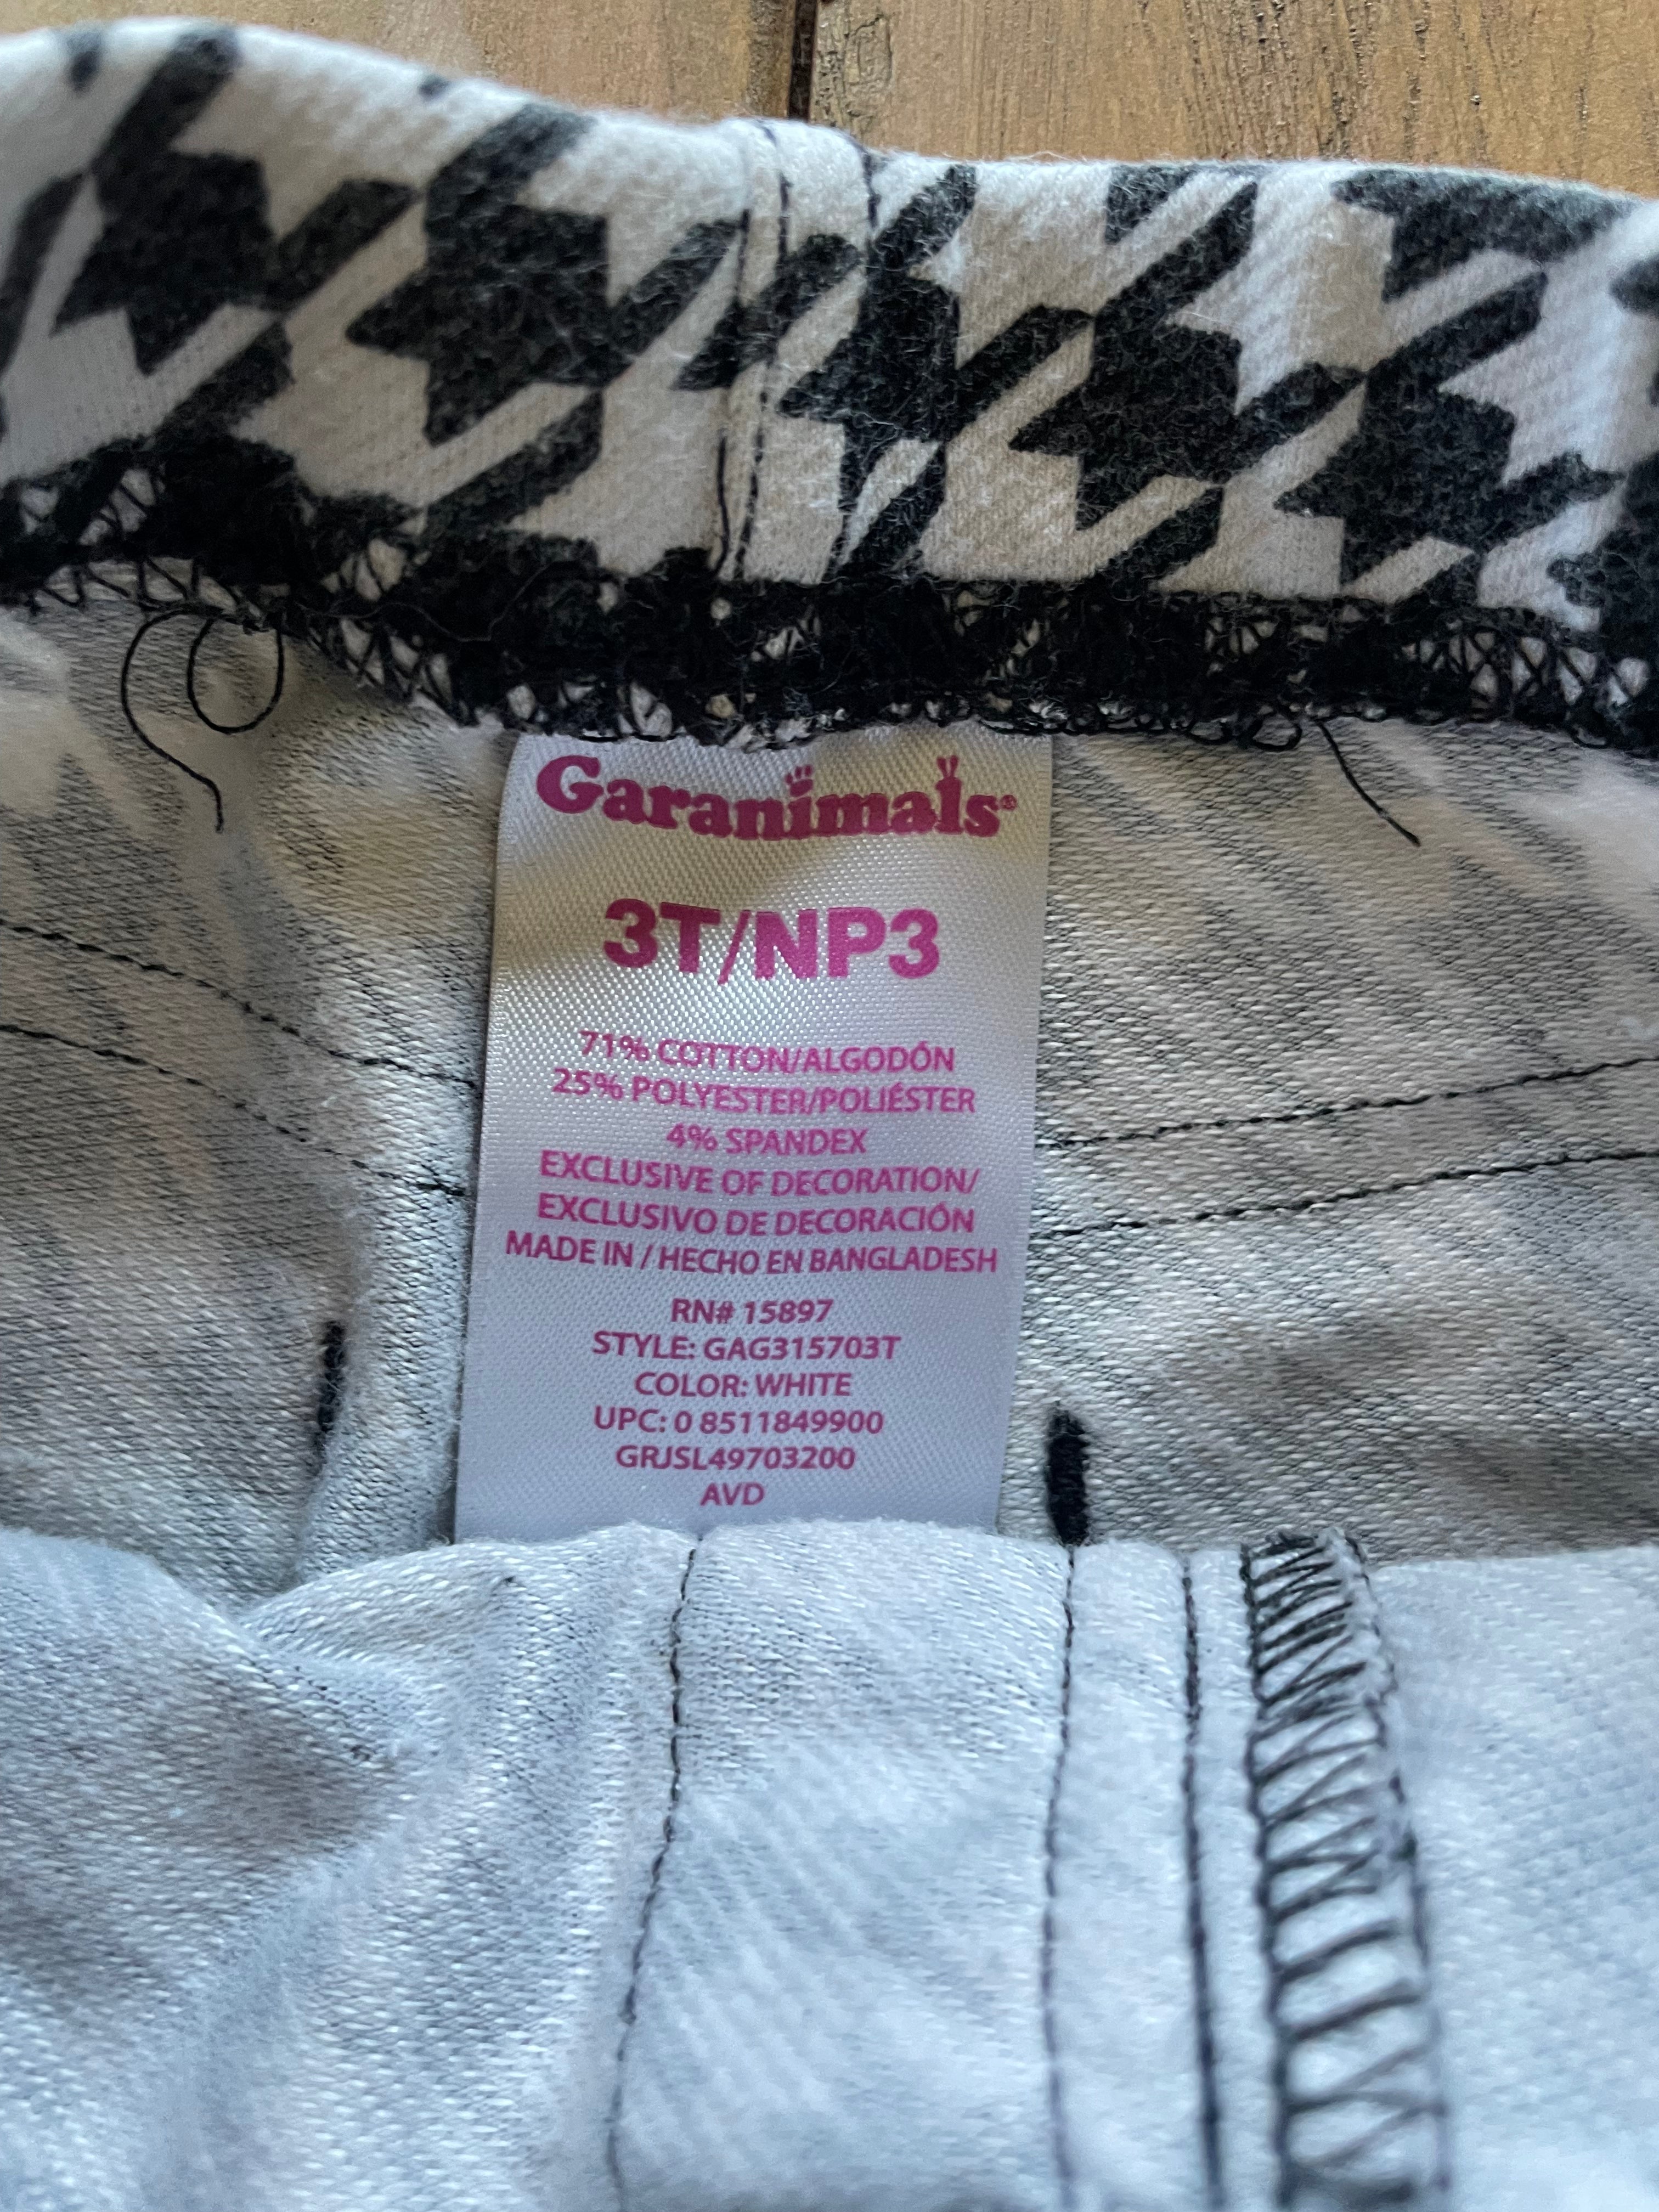 Garanimals®
3T/NP3
71% COTTON/ALGODÓN
25% POLYESTER/POLIÉSTER
4% SPANDEX
EXCLUSIVE OF DECORATION/
EXCLUSIVO DE DECORACIÓN
MADE IN / HECHO EN BANGLADESH
RN# 15897
STYLE: GAG315703T
COLOR: WHITE
UPC: 0 8511849900
GRJSL49703200
AVD